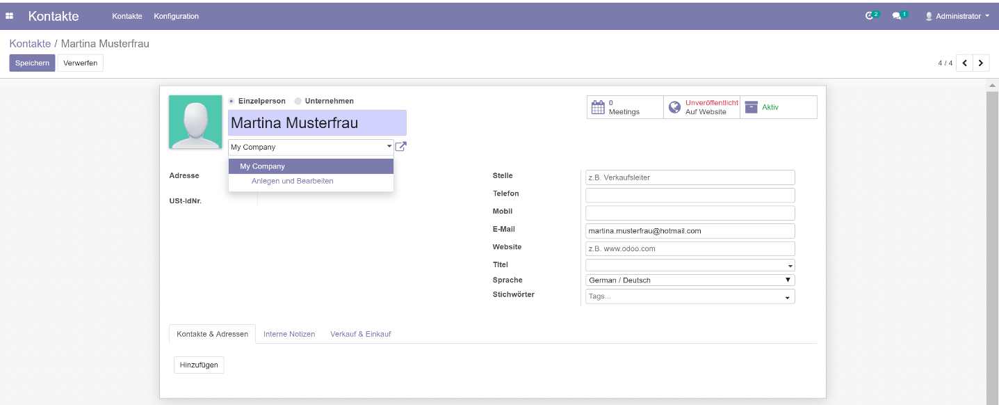 Kontakte Kontakte Konfiguration 2 1 Administrator
Kontakte / Martina Musterfrau
Speichern Verwerfen 4 / 4
Einzelperson Unternehmen
0 Meetings
Unveröffentlicht Auf Website
Aktiv
Martina Musterfrau
My Company
My Company
Anlegen und Bearbeiten
Adresse
USt-IdNr.
Stelle z.B. Verkaufsleiter
Telefon
Mobil
E-Mail martina.musterfrau@hotmail.com
Website z.B. www.odoo.com
Titel
Sprache German / Deutsch
Stichwörter Tags...
Kontakte & Adressen Interne Notizen Verkauf & Einkauf
Hinzufügen